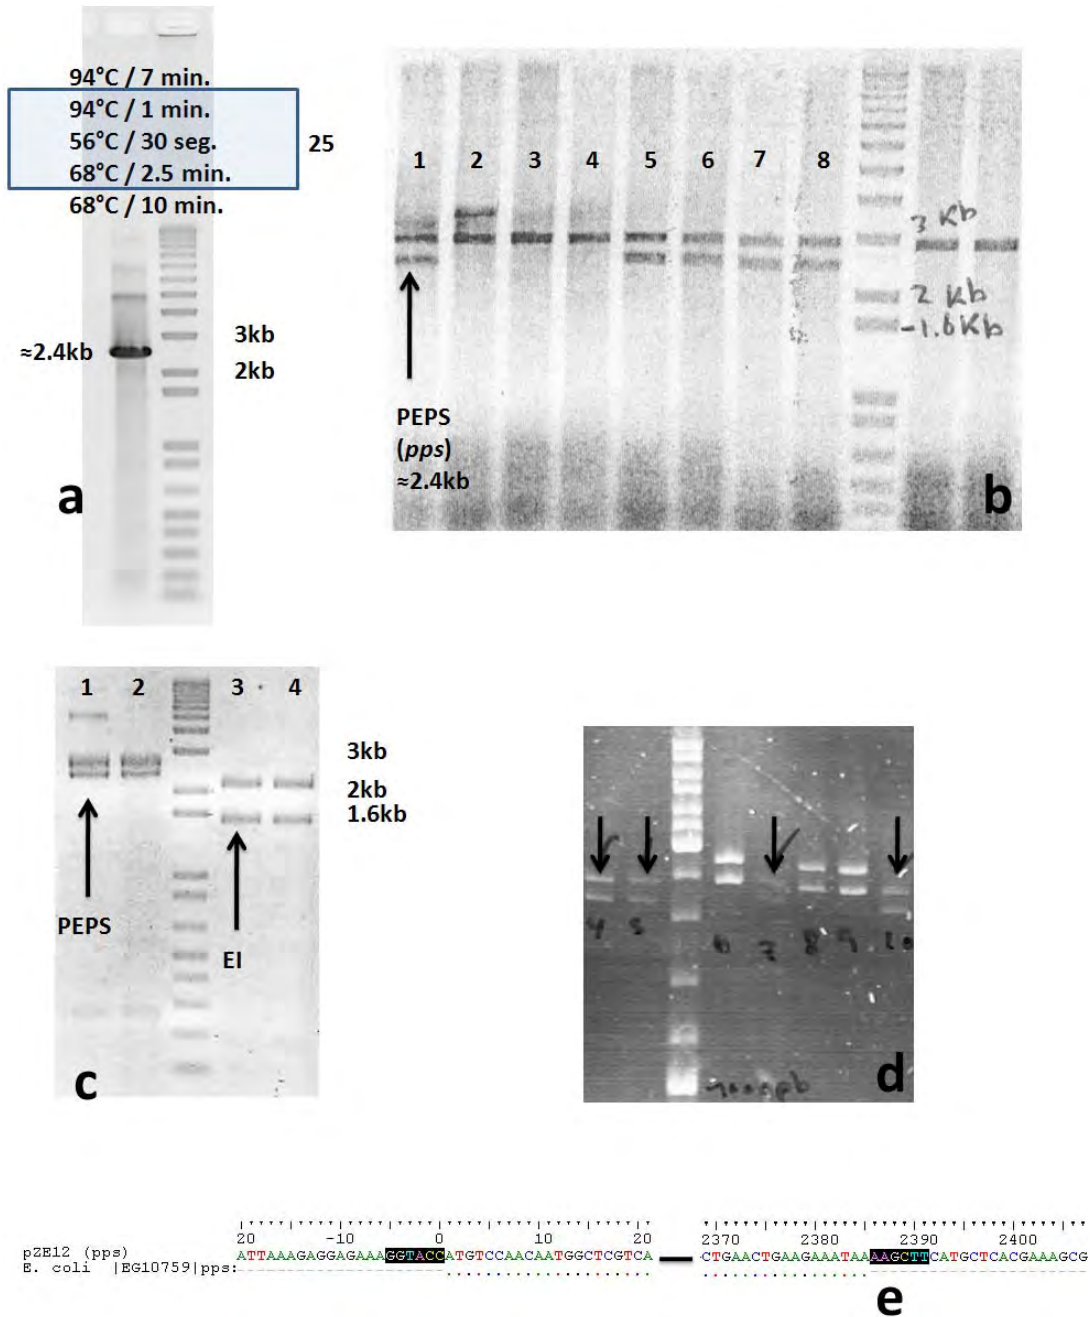 94°C / 7 min.
94°C / 1 min.
56°C / 30 seg.
68°C / 2.5 min.
68°C / 10 min.
25
≈2.4kb
3kb
2kb
a
1 2 3 4 5 6 7 8
3 Kb
2 Kb
-1.6Kb
PEPS
(pps)
≈2.4kb
b
1 2 3 4
3kb
2kb
1.6kb
PEPS
EI
c
4 5 6 7 8 9 10
d
20 -10 0 10 20 2370 2380 2390 2400
pZE12 (pps) ATTAAAGAGGAGAAAGGTACCATGTCCAACAATGGCTCGTCA CTGAACTGAAGAAATAAAAGCTTCATGCTCACGAAAGCG
E. coli |EG10759|pps:
e